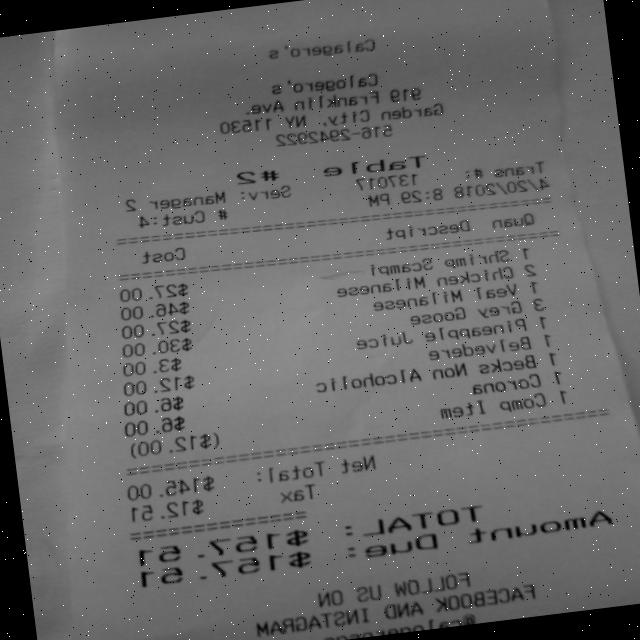 Calagero's
Calogero's
919 Franklin Ave
Garden City, NY 11530
516-2942922
Table #2
Trans #: 137017 Serv: Manager 2
4/20/2018 8:29 PM # Cust:4
Quan Descript Cost
1 Shrimp Scampi $27.00
2 Chicken Milanese $46.00
1 Veal Milanese $27.00
3 Grey Goose $30.00
1 Pineapple Juice $3.00
1 Belvedere $12.00
1 Becks Non Alcoholic $6.00
1 Corona $6.00
1 Comp Item ($12.00)
Net Total: $145.00
Tax $12.51
TOTAL: $157.51
Amount Due: $157.51
FOLLOW US ON
FACEBOOK AND INSTAGRAM